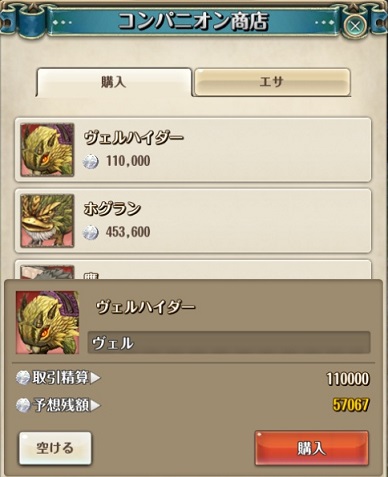 コンパニオン商店
購入 エサ
ヴェルハイダー
110,000
ホグラン
453,600
ヴェルハイダー
ヴェル
取引精算▶ 110000
予想残額▶ 57067
空ける 購入